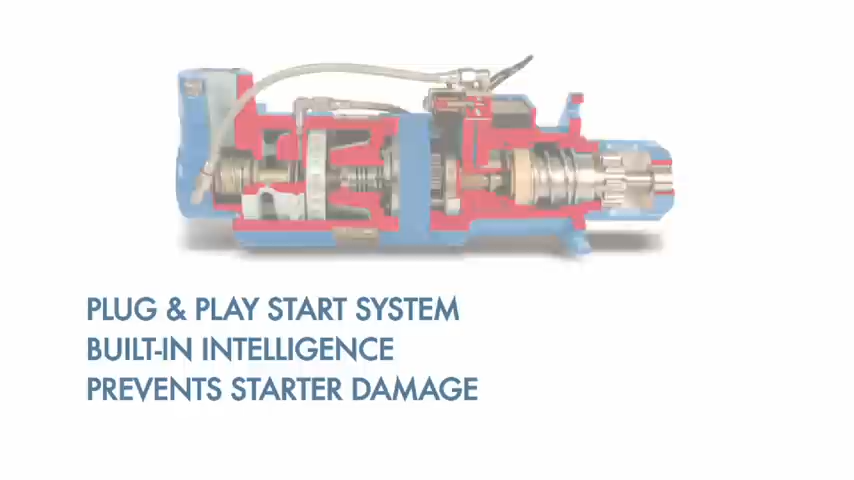 PLUG & PLAY START SYSTEM
BUILT-IN INTELLIGENCE
PREVENTS STARTER DAMAGE